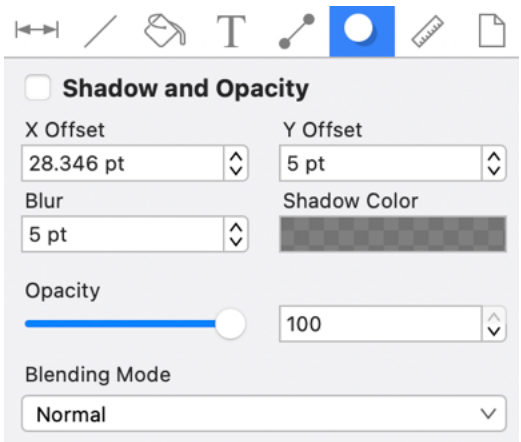 T
Shadow and Opacity
X Offset Y Offset
28.346 pt 5 pt
Blur Shadow Color
5 pt
Opacity
100
Blending Mode
Normal